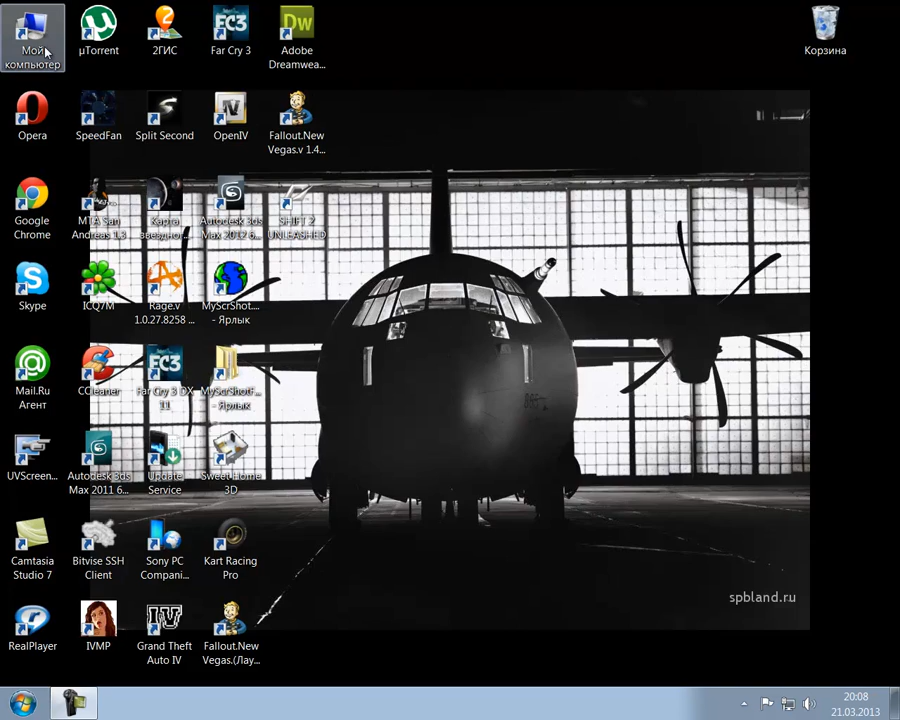 Мой
компьютер
µTorrent
2ГИС
Far Cry 3
Adobe
Dreamwea...
Корзина
Opera
SpeedFan
Split Second
OpenIV
Fallout.New
Vegas.v 1.4...
Google
Chrome
MTA San
Andreas 1.3
Карта
звездног...
Autodesk 3ds
Max 2012 6...
SHIFT 2
UNLEASHED
Skype
ICQ7M
Rage.v
1.0.27.8258 ...
MyScrShot....
- Ярлык
Mail.Ru
Агент
CCleaner
Far Cry 3 DX
11
MyScrShotF...
- Ярлык
UVScreen...
Autodesk 3ds
Max 2011 6...
Update
Service
Sweet Home
3D
Camtasia
Studio 7
Bitvise SSH
Client
Sony PC
Compani...
Kart Racing
Pro
RealPlayer
IVMP
Grand Theft
Auto IV
Fallout.New
Vegas.(Лау...
spbland.ru
20:08
21.03.2013